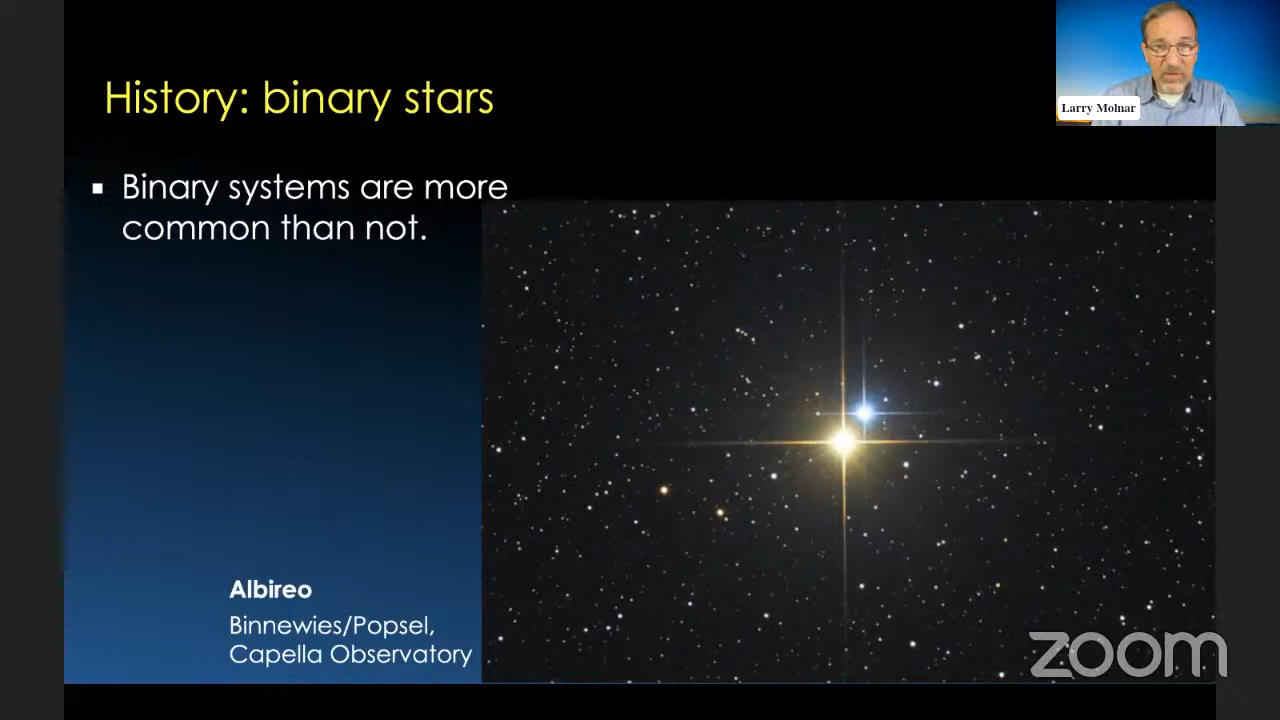 History: binary stars
Larry Molnar
▪ Binary systems are more
common than not.
Albireo
Binnewies/Popsel,
Capella Observatory
zoom